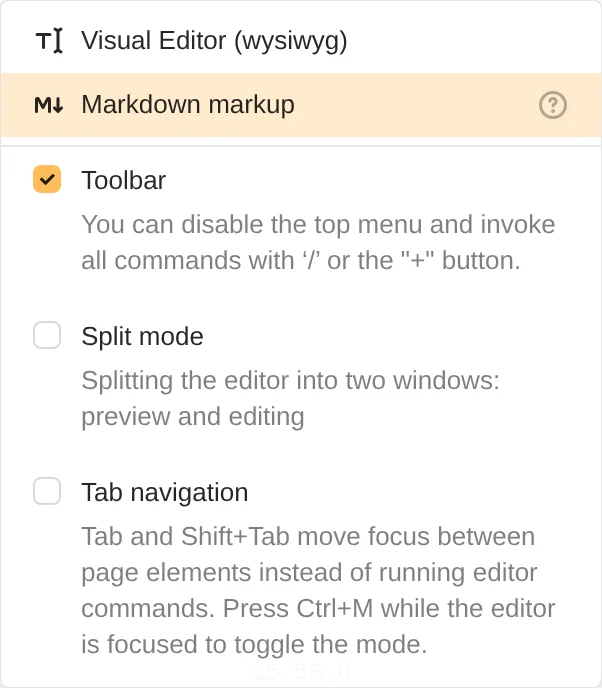 Visual Editor (wysiwyg)
M↓ Markdown markup ?
Toolbar
You can disable the top menu and invoke
all commands with ‘/’ or the "+" button.
Split mode
Splitting the editor into two windows:
preview and editing
Tab navigation
Tab and Shift+Tab move focus between
page elements instead of running editor
commands. Press Ctrl+M while the editor
is focused to toggle the mode.
15.50.0